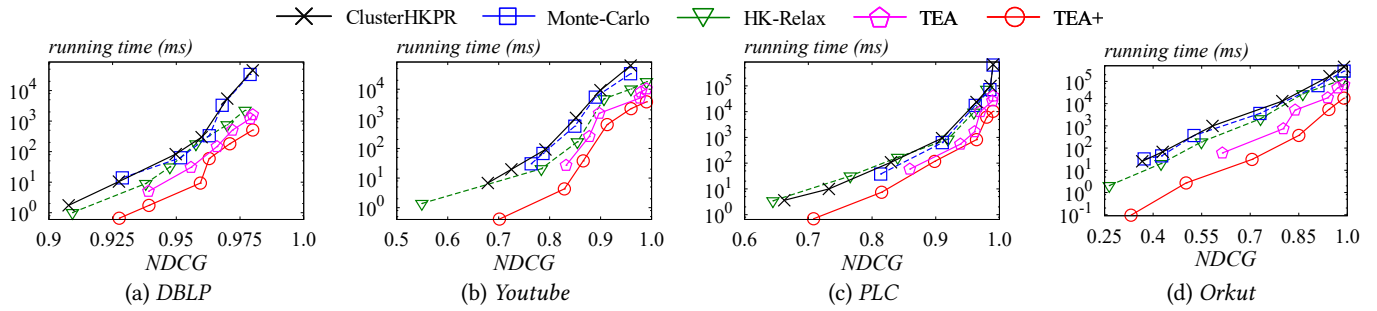 ClusterHKPR Monte-Carlo HK-Relax TEA TEA+
running time (ms) running time (ms) running time (ms) running time (ms)
10^4
10^3
10^2
10^1
10^0
0.9 0.925 0.95 0.975 1.0
NDCG
(a) DBLP
10^4
10^3
10^2
10^1
10^0
0.5 0.6 0.7 0.8 0.9 1.0
NDCG
(b) Youtube
10^5
10^4
10^3
10^2
10^1
10^0
0.6 0.7 0.8 0.9 1.0
NDCG
(c) PLC
10^5
10^4
10^3
10^2
10^1
10^0
10^-1
0.25 0.4 0.55 0.7 0.85 1.0
NDCG
(d) Orkut